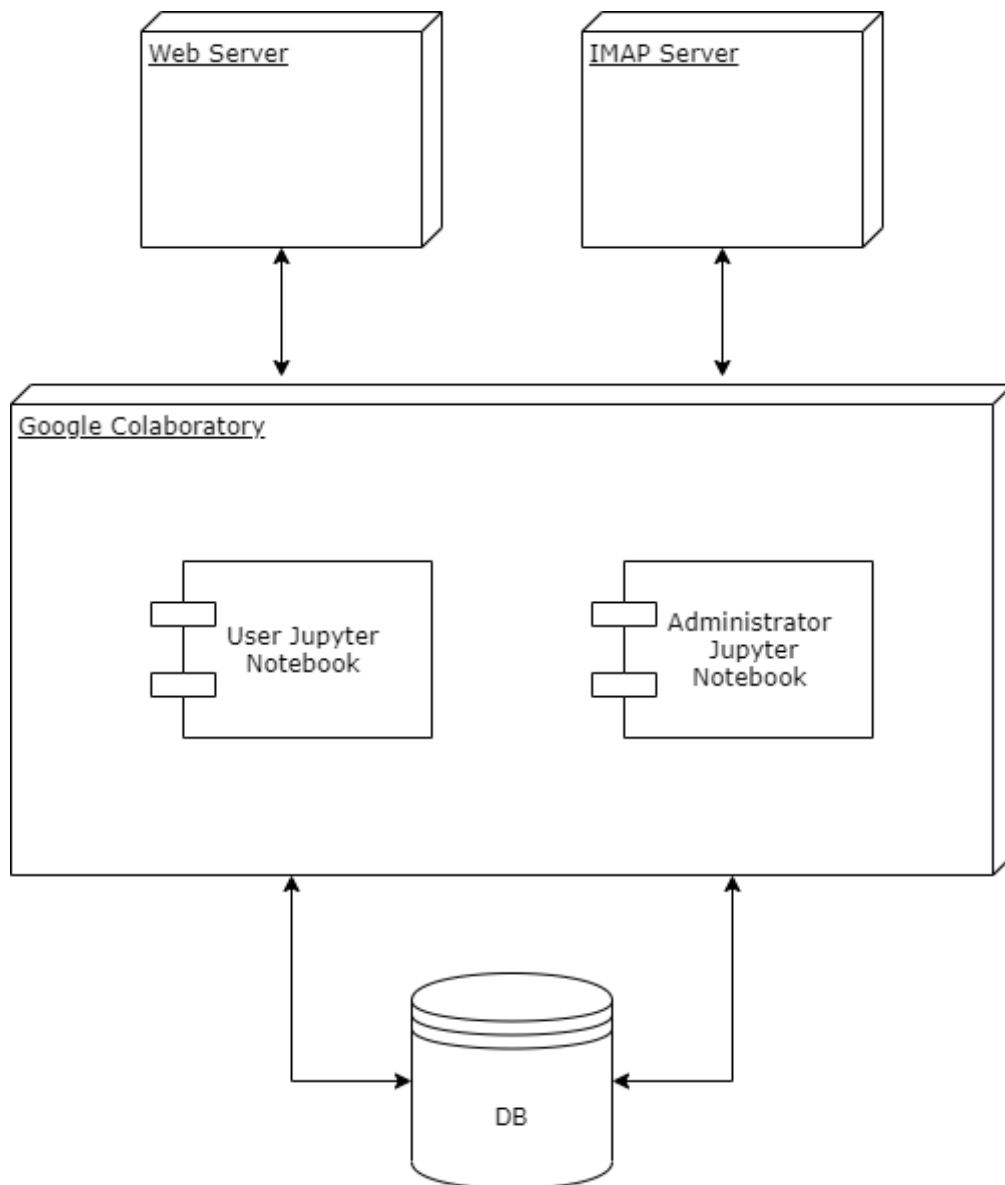 Web Server
IMAP Server
Google Colaboratory
User Jupyter
Notebook
Administrator
Jupyter
Notebook
DB